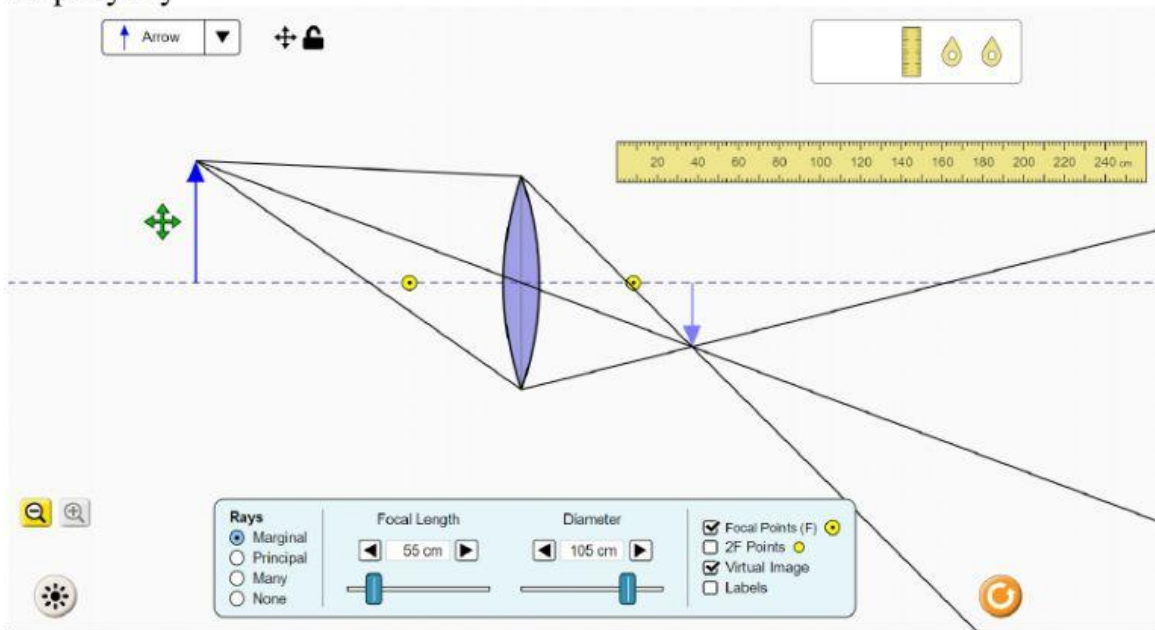 Arrow
20 40 60 80 100 120 140 160 180 200 220 240 cm
Rays
Marginal
Principal
Many
None
Focal Length
55 cm
Diameter
105 cm
Focal Points (F)
2F Points
Virtual Image
Labels